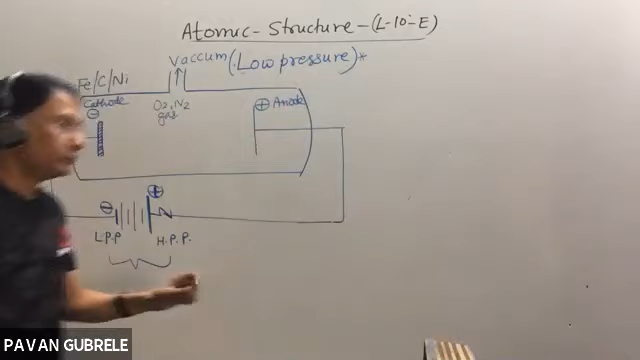 Atomic-Structure-(L-10-E)
Vaccum (Low pressure)*
Fe/C/Ni
Cathode
⊖
O2, N2
gas
⊕ Anode
⊖
⊕
L.P.P
H.P.P.
PAVAN GUBRELE